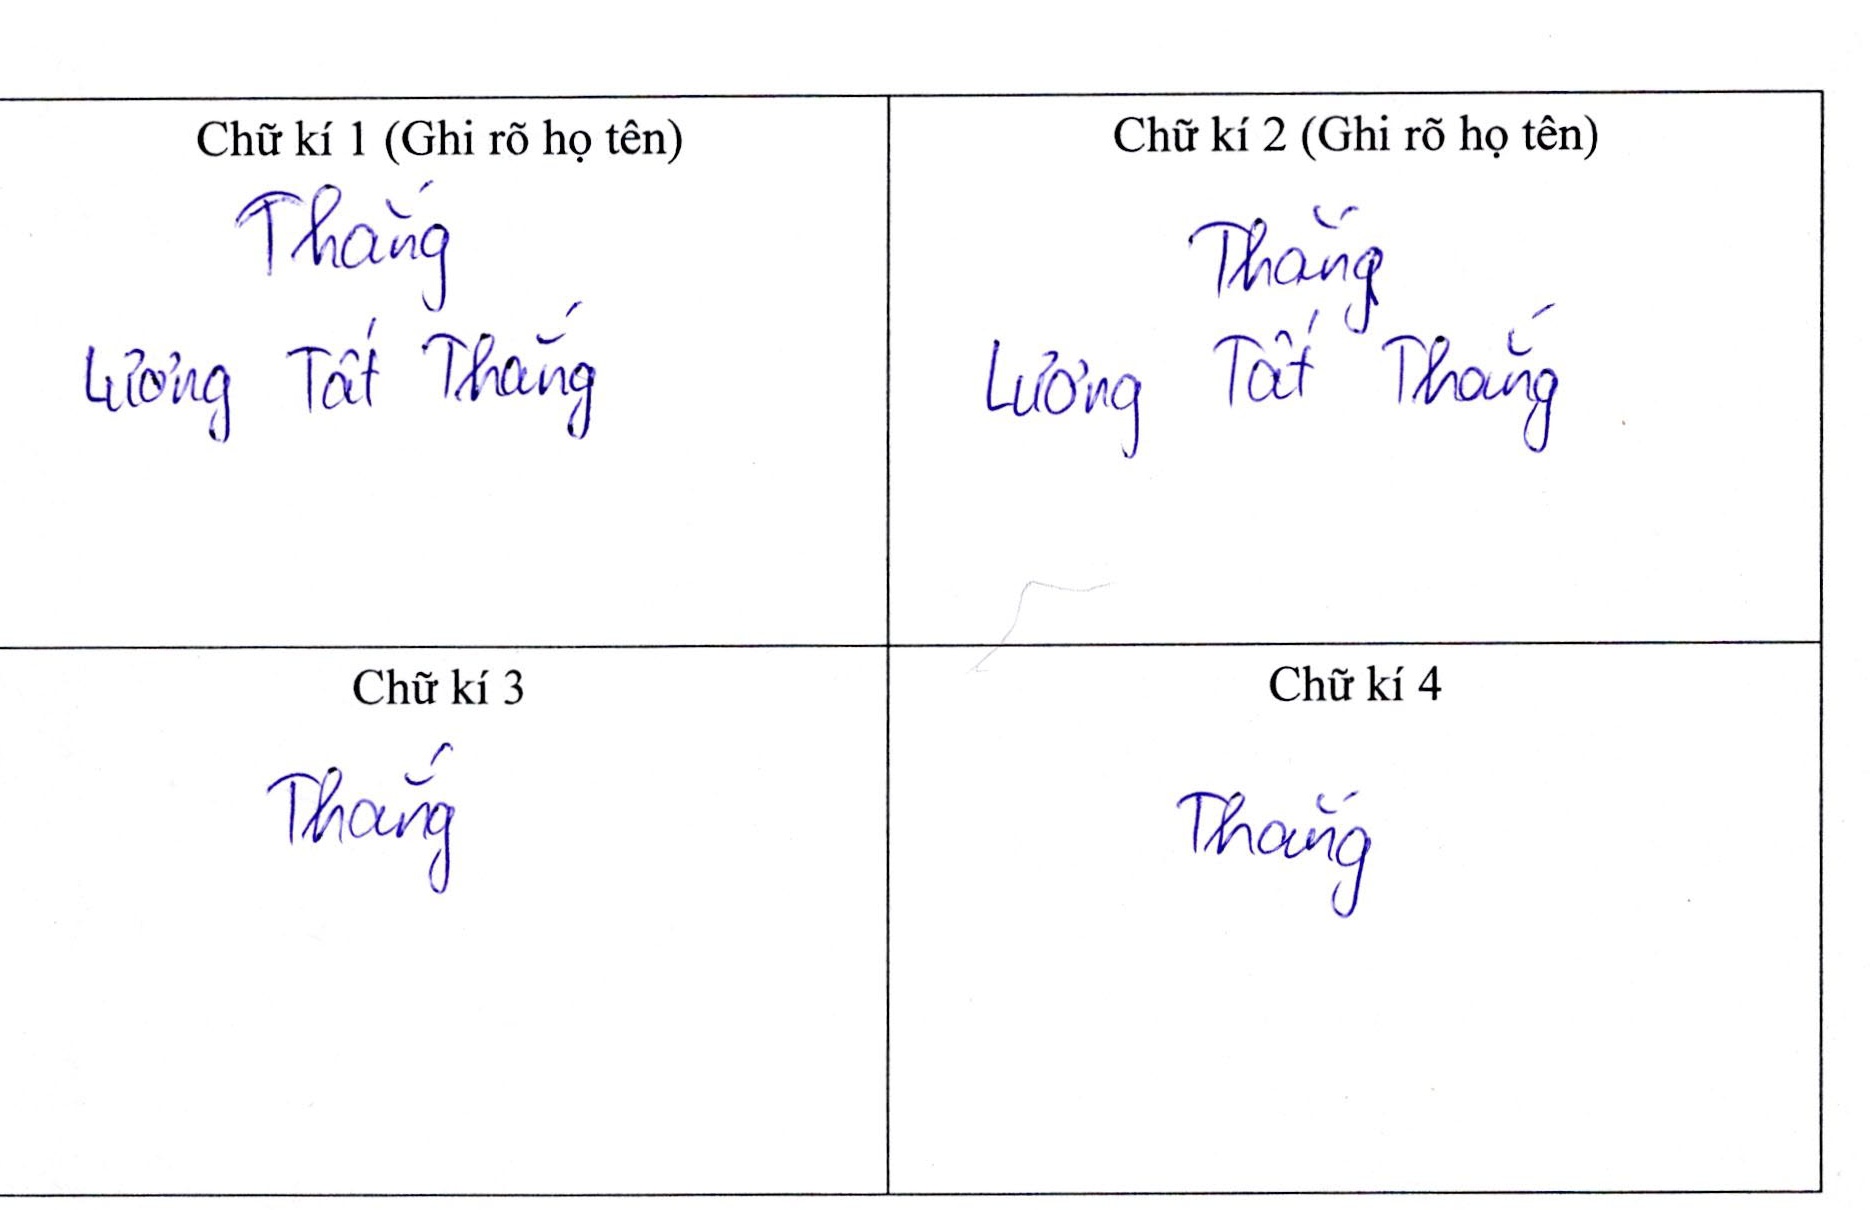 Chữ kí 1 (Ghi rõ họ tên)
Thắng
Lương Tất Thắng
Chữ kí 2 (Ghi rõ họ tên)
Thắng
Lương Tất Thắng
Chữ kí 3
Thắng
Chữ kí 4
Thắng